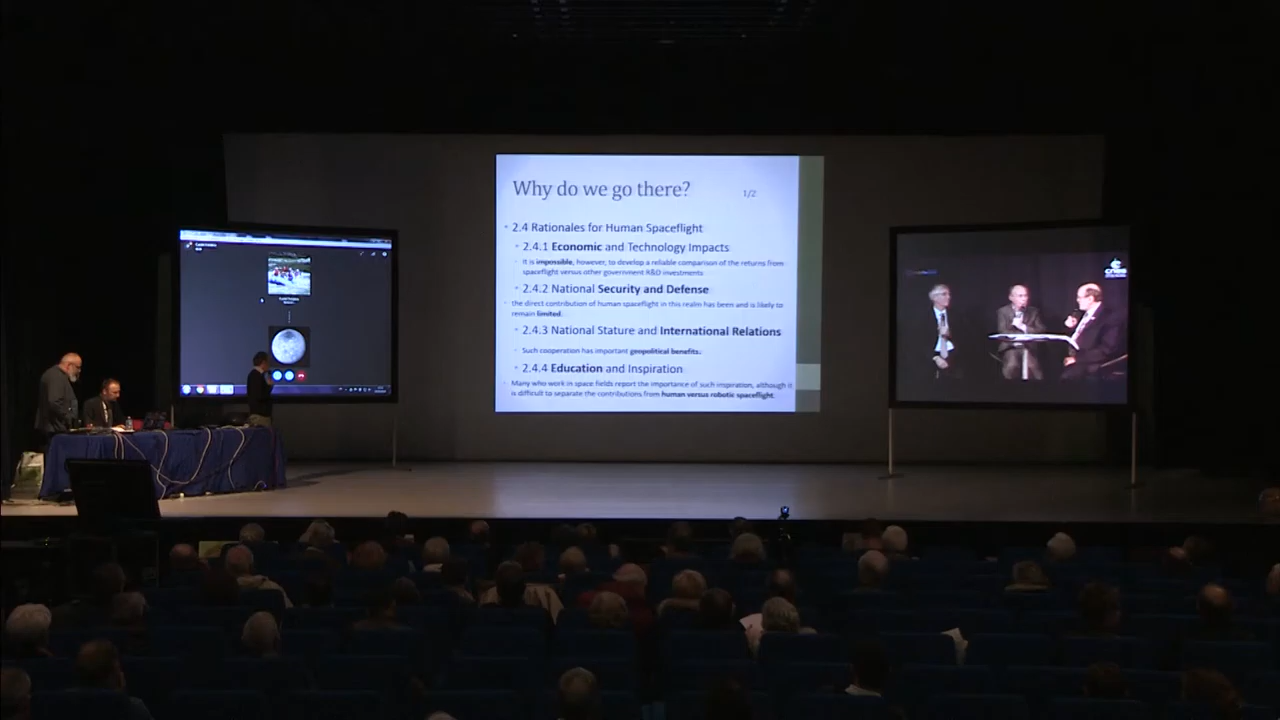 Why do we go there?
1/2
2.4 Rationales for Human Spaceflight
2.4.1 Economic and Technology Impacts
It is impossible, however, to develop a reliable comparison of the returns from
spaceflight versus other government R&D investments
2.4.2 National Security and Defense
the direct contribution of human spaceflight in this realm has been and is likely to
remain limited.
2.4.3 National Stature and International Relations
Such cooperation has important geopolitical benefits.
2.4.4 Education and Inspiration
Many who work in space fields report the importance of such inspiration, although it
is difficult to separate the contributions from human versus robotic spaceflight.
cnes